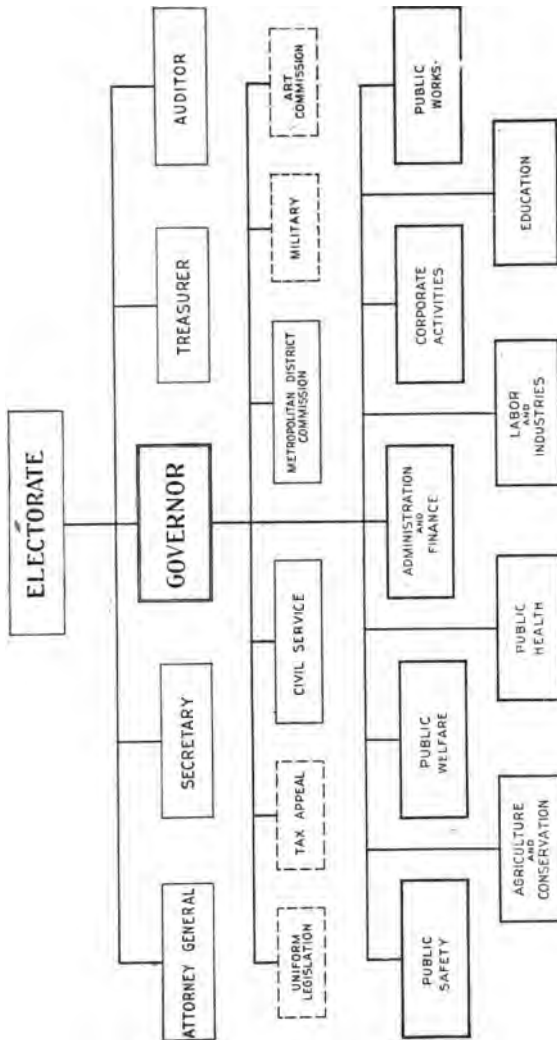 ELECTORATE
ATTORNEY GENERAL
SECRETARY
GOVERNOR
TREASURER
AUDITOR
UNIFORM
LEGISLATION
TAX APPEAL
CIVIL SERVICE
METROPOLITAN DISTRICT
COMMISSION
MILITARY
ART
COMMISSION
PUBLIC
SAFETY
PUBLIC
WELFARE
ADMINISTRATION
AND
FINANCE
CORPORATE
ACTIVITIES
PUBLIC
WORKS
AGRICULTURE
AND
CONSERVATION
PUBLIC
HEALTH
LABOR
AND
INDUSTRIES
EDUCATION